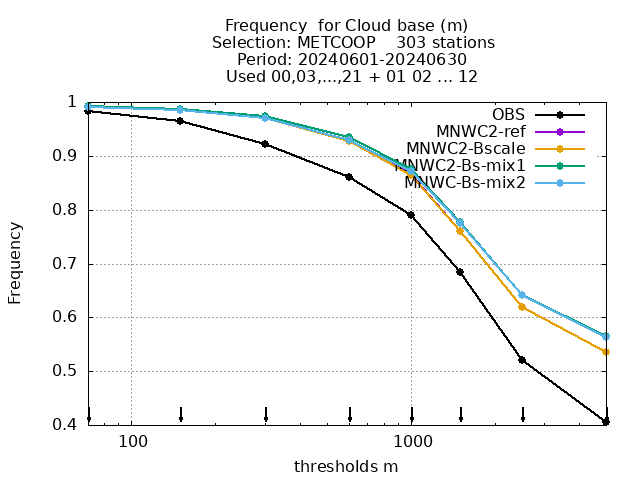 Frequency  for Cloud base (m)
Selection: METCOOP    303 stations
Period: 20240601-20240630
Used 00,03,...,21 + 01 02 ... 12
OBS
MNWC2-ref
MNWC2-Bscale
MNWC2-Bs-mix1
MNWC-Bs-mix2
Frequency
1
0.9
0.8
0.7
0.6
0.5
0.4
100
1000
thresholds m